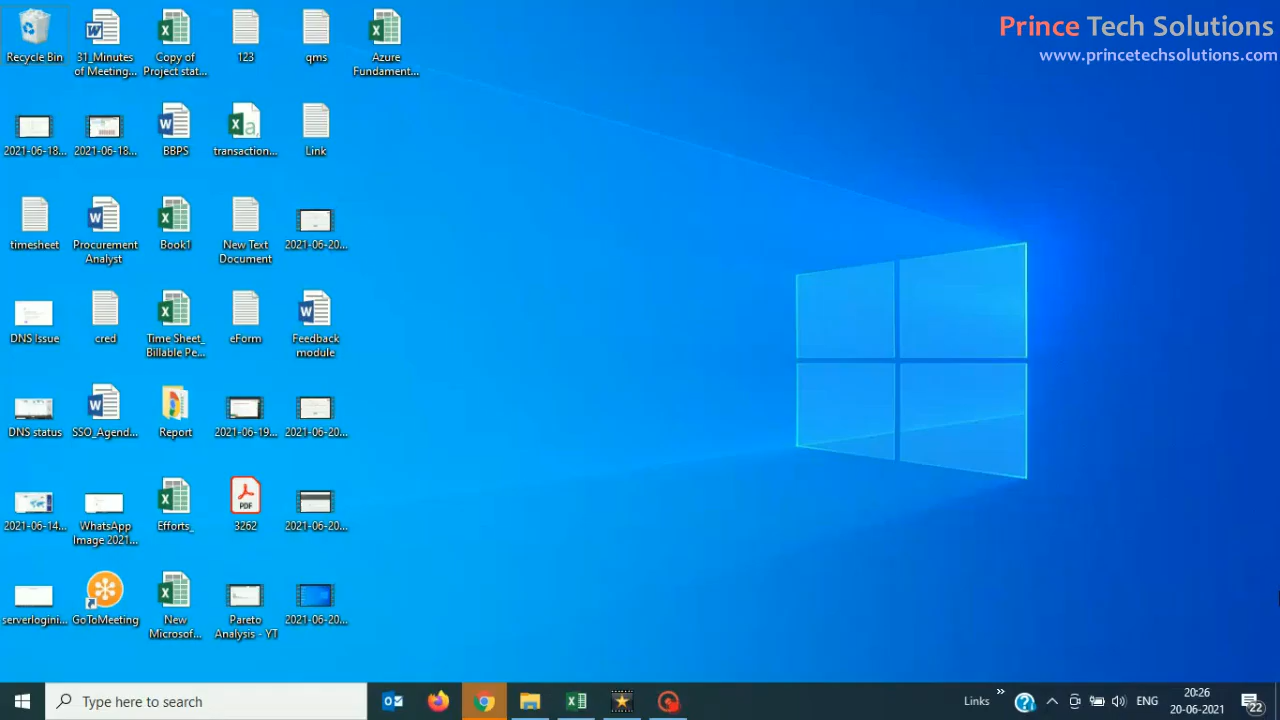 Prince Tech Solutions
www.princetechsolutions.com
Recycle Bin
31_Minutes
of Meeting...
Copy of
Project stat...
123
qms
Azure
Fundament...
2021-06-18...
2021-06-18...
BBPS
transaction...
Link
timesheet
Procurement
Analyst
Book1
New Text
Document
2021-06-20...
DNS Issue
cred
Time Sheet_
Billable Pe...
eForm
Feedback
module
DNS status
SSO_Agend...
Report
2021-06-19...
2021-06-20...
2021-06-14...
WhatsApp
Image 2021...
Efforts_
PDF
3262
2021-06-20...
serverlogini...
GoToMeeting
New
Microsof...
Pareto
Analysis - YT
2021-06-20...
Type here to search
Links
ENG
20:26
20-06-2021
22